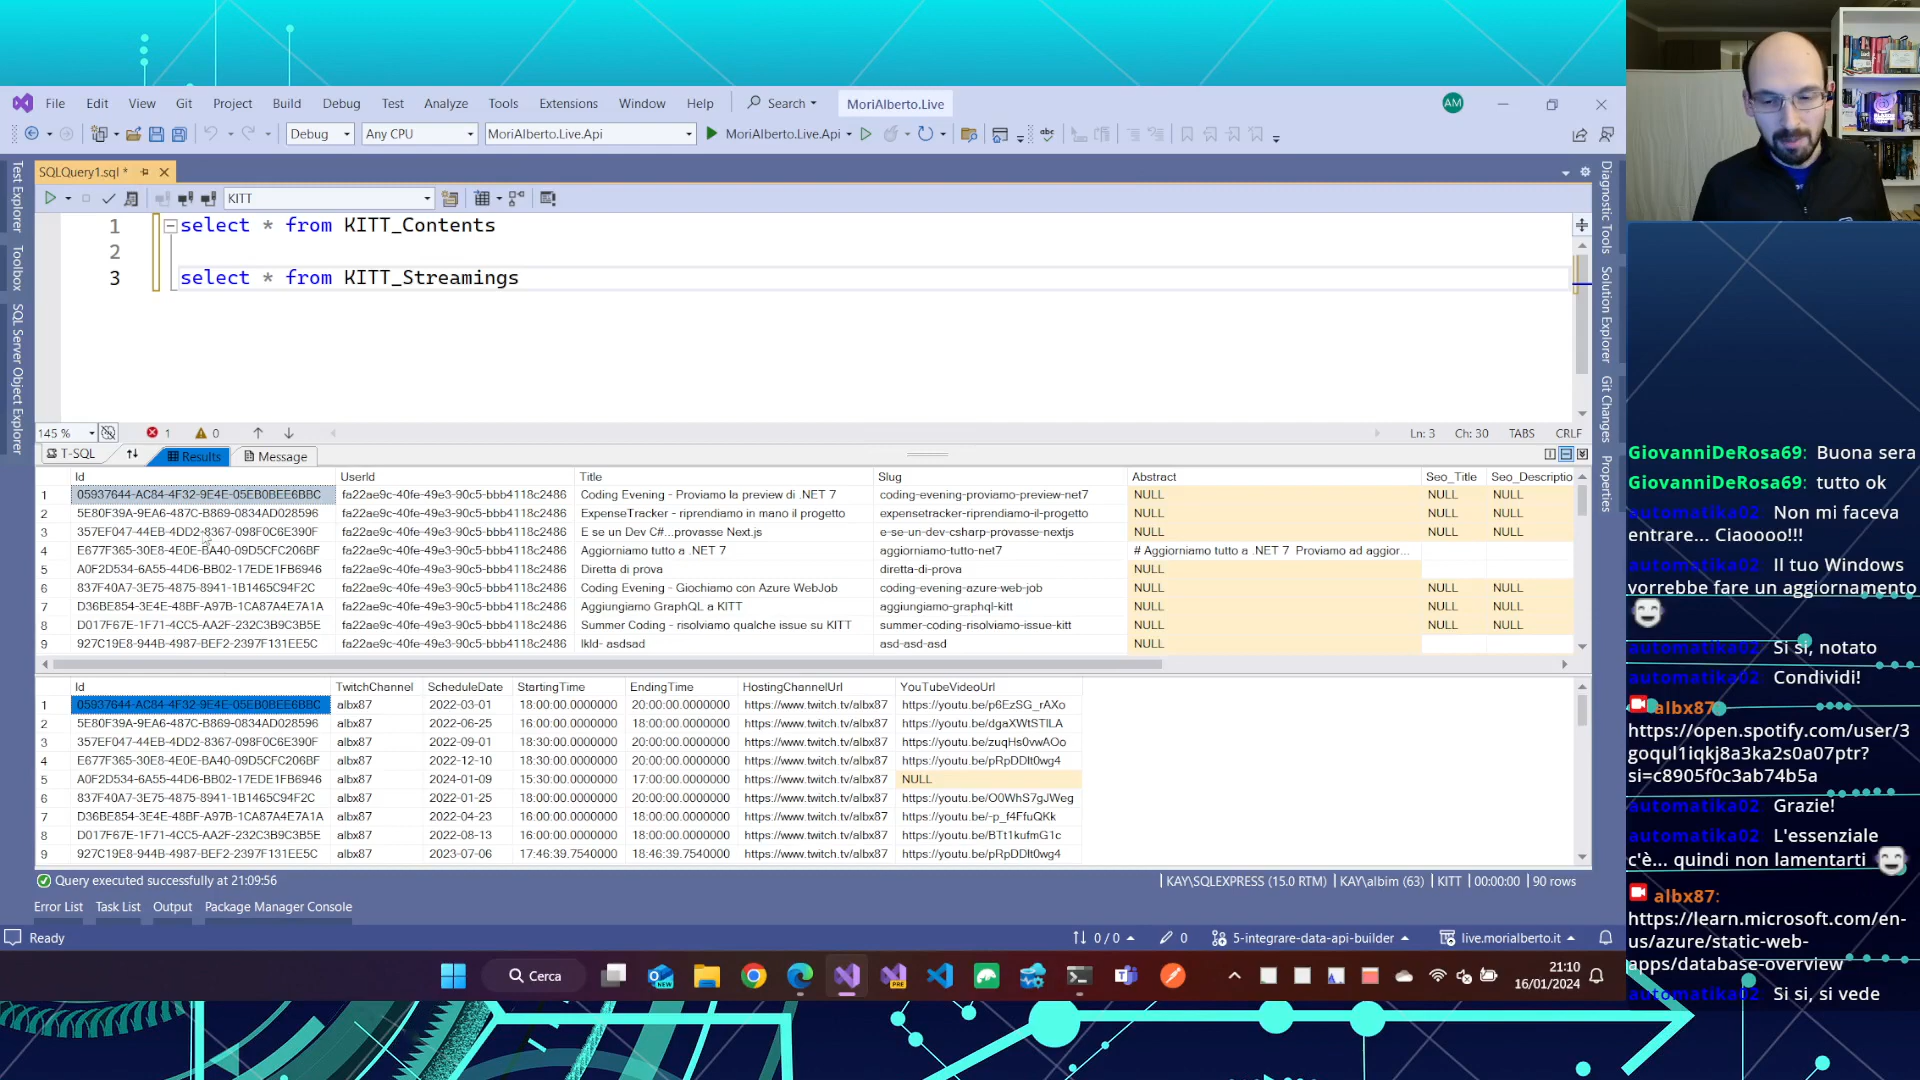 File Edit View Git Project Build Debug Test Analyze Tools Extensions Window Help Search MoriAlberto.Live AM
Debug Any CPU MoriAlberto.Live.Api MoriAlberto.Live.Api
SQLQuery1.sql *
KITT
1 select * from KITT_Contents
2
3 select * from KITT_Streamings
Test Explorer
Toolbox
SQL Server Object Explorer
Diagnostic Tools
Solution Explorer
Git Changes
Properties
145 % 1 0 Ln: 3 Ch: 30 TABS CRLF
T-SQL Results Message
Id UserId Title Slug Abstract Seo_Title Seo_Descriptio
1 05937644-AC84-4F32-9E4E-05EB0BEE6BBC fa22ae9c-40fe-49e3-90c5-bbb4118c2486 Coding Evening - Proviamo la preview di .NET 7 coding-evening-proviamo-preview-net7 NULL NULL NULL
2 5E80F39A-9EA6-487C-B869-0834AD028596 fa22ae9c-40fe-49e3-90c5-bbb4118c2486 ExpenseTracker - riprendiamo in mano il progetto expensetracker-riprendiamo-il-progetto NULL NULL NULL
3 357EF047-44EB-4DD2-8367-098F0C6E390F fa22ae9c-40fe-49e3-90c5-bbb4118c2486 E se un Dev C#...provasse Next.js e-se-un-dev-csharp-provasse-nextjs NULL NULL NULL
4 E677F365-30E8-4E0E-BA40-09D5CFC206BF fa22ae9c-40fe-49e3-90c5-bbb4118c2486 Aggiorniamo tutto a .NET 7 aggiorniamo-tutto-net7 # Aggiorniamo tutto a .NET 7 Proviamo ad aggior...
5 A0F2D534-6A55-44D6-BB02-17EDE1FB6946 fa22ae9c-40fe-49e3-90c5-bbb4118c2486 Diretta di prova diretta-di-prova NULL
6 837F40A7-3E75-4875-8941-1B1465C94F2C fa22ae9c-40fe-49e3-90c5-bbb4118c2486 Coding Evening - Giochiamo con Azure WebJob coding-evening-azure-web-job NULL NULL NULL
7 D36BE854-3E4E-48BF-A97B-1CA87A4E7A1A fa22ae9c-40fe-49e3-90c5-bbb4118c2486 Aggiungiamo GraphQL a KITT aggiungiamo-graphql-kitt NULL NULL NULL
8 D017F67E-1F71-4CC5-AA2F-232C3B9C3B5E fa22ae9c-40fe-49e3-90c5-bbb4118c2486 Summer Coding - risolviamo qualche issue su KITT summer-coding-risolviamo-issue-kitt NULL NULL NULL
9 927C19E8-944B-4987-BEF2-2397F131EE5C fa22ae9c-40fe-49e3-90c5-bbb4118c2486 lkld- asdsad asd-asd-asd NULL
Id TwitchChannel ScheduleDate StartingTime EndingTime HostingChannelUrl YouTubeVideoUrl
1 05937644-AC84-4F32-9E4E-05EB0BEE6BBC albx87 2022-03-01 18:00:00.0000000 20:00:00.0000000 https://www.twitch.tv/albx87 https://youtu.be/p6EzSG_rAXo
2 5E80F39A-9EA6-487C-B869-0834AD028596 albx87 2022-06-25 16:00:00.0000000 18:00:00.0000000 https://www.twitch.tv/albx87 https://youtu.be/dgaXWtSTlLA
3 357EF047-44EB-4DD2-8367-098F0C6E390F albx87 2022-09-01 18:30:00.0000000 20:00:00.0000000 https://www.twitch.tv/albx87 https://youtu.be/zuqHs0vwAOo
4 E677F365-30E8-4E0E-BA40-09D5CFC206BF albx87 2022-12-10 18:30:00.0000000 20:00:00.0000000 https://www.twitch.tv/albx87 https://youtu.be/pRpDDlt0wg4
5 A0F2D534-6A55-44D6-BB02-17EDE1FB6946 albx87 2024-01-09 15:30:00.0000000 17:00:00.0000000 https://www.twitch.tv/albx87 NULL
6 837F40A7-3E75-4875-8941-1B1465C94F2C albx87 2022-01-25 18:00:00.0000000 20:00:00.0000000 https://www.twitch.tv/albx87 https://youtu.be/O0WhS7gJWeg
7 D36BE854-3E4E-48BF-A97B-1CA87A4E7A1A albx87 2022-04-23 16:00:00.0000000 18:00:00.0000000 https://www.twitch.tv/albx87 https://youtu.be/-p_f4FfuQKk
8 D017F67E-1F71-4CC5-AA2F-232C3B9C3B5E albx87 2022-08-13 16:00:00.0000000 18:00:00.0000000 https://www.twitch.tv/albx87 https://youtu.be/BTt1kufmG1c
9 927C19E8-944B-4987-BEF2-2397F131EE5C albx87 2023-07-06 17:46:39.7540000 18:46:39.7540000 https://www.twitch.tv/albx87 https://youtu.be/pRpDDlt0wg4
Query executed successfully at 21:09:56 KAY\SQLEXPRESS (15.0 RTM) KAY\albim (63) KITT 00:00:00 90 rows
Error List Task List Output Package Manager Console
Ready 0 / 0 0 5-integrare-data-api-builder live.morialberto.it
Cerca 21:10
16/01/2024
GiovanniDeRosa69: Buona sera
GiovanniDeRosa69: tutto ok
automatika02 Non mi faceva
entrare... Ciaoooo!!!
automatika02 Il tuo Windows
vorrebbe fare un aggiornamento
automatika02 Si si, notato
automatika02 Condividi!
albx87:
https://open.spotify.com/user/3
goqul1iqkj8a3ka2s0a07ptr?
si=c8905f0c3ab74b5a
automatika02 Grazie!
automatika02 L'essenziale
c'è... quindi non lamentarti
albx87:
https://learn.microsoft.com/en-
us/azure/static-web-
apps/database-overview
automatika02 Si si, si vede